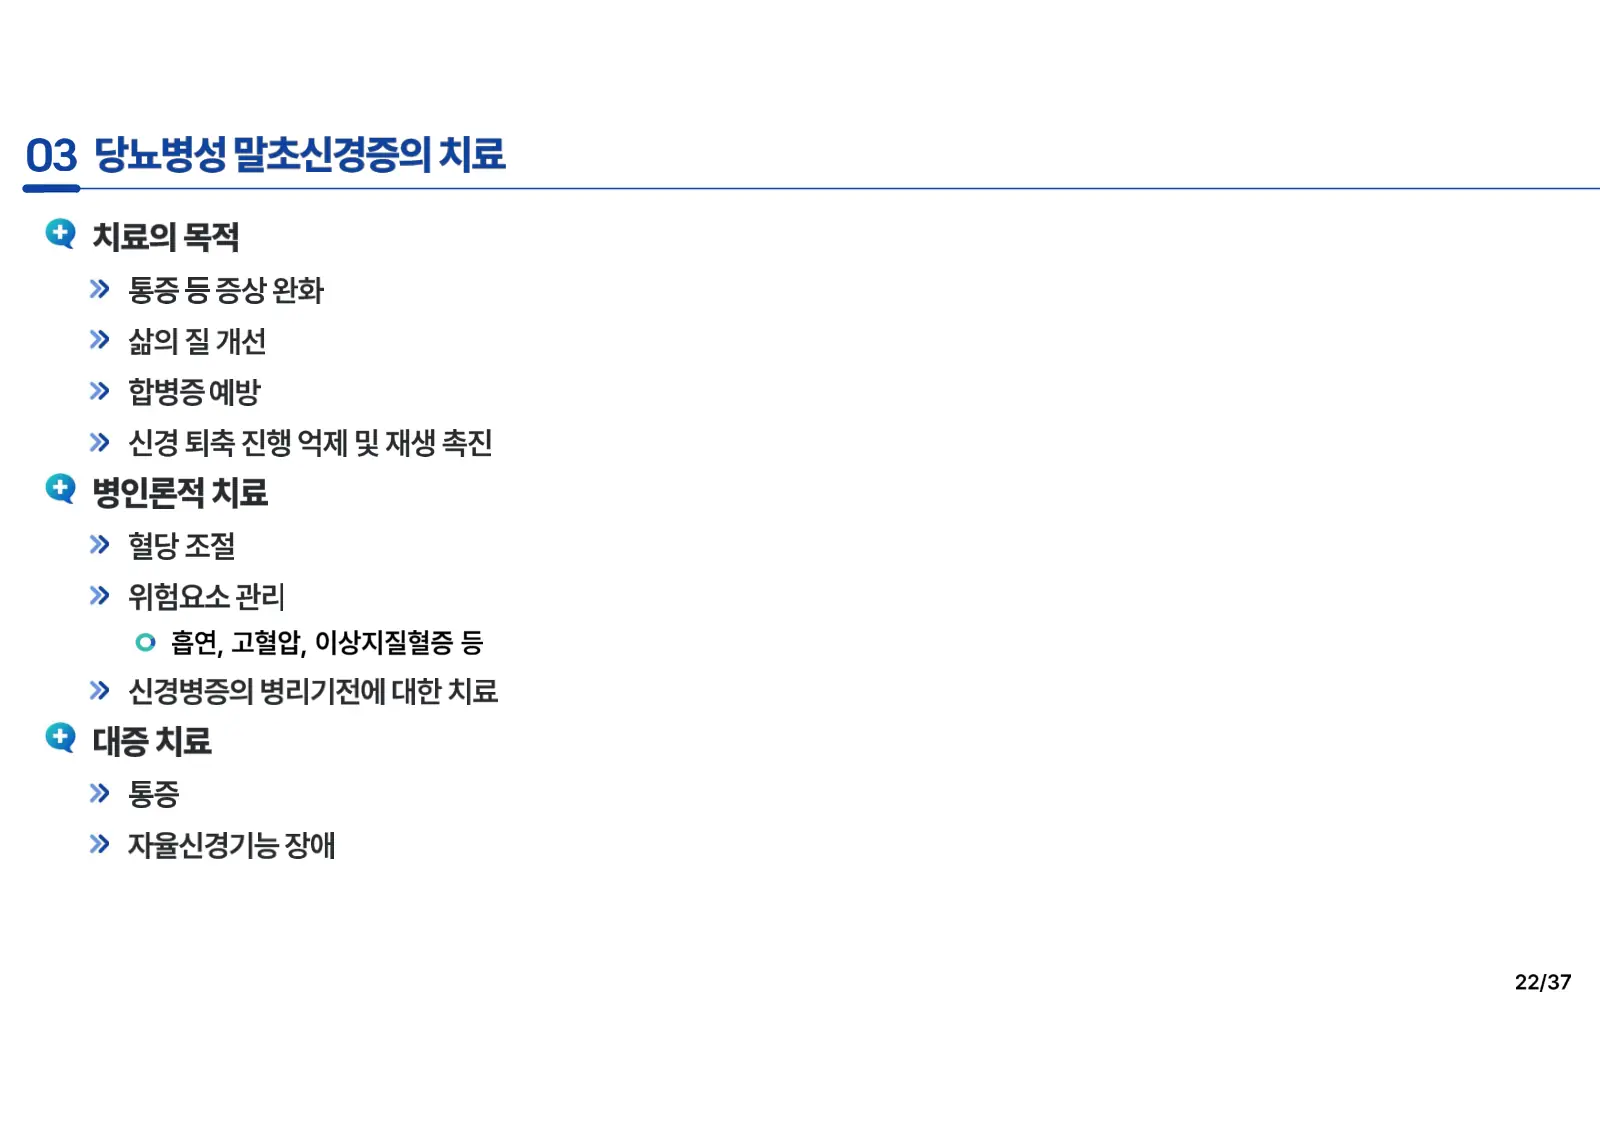 03 당뇨병성 말초신경증의 치료
치료의 목적
통증 등 증상 완화
삶의 질 개선
합병증 예방
신경 퇴축 진행 억제 및 재생 촉진
병인론적 치료
혈당 조절
위험요소 관리
흡연, 고혈압, 이상지질혈증 등
신경병증의 병리기전에 대한 치료
대증 치료
통증
자율신경기능 장애
22/37